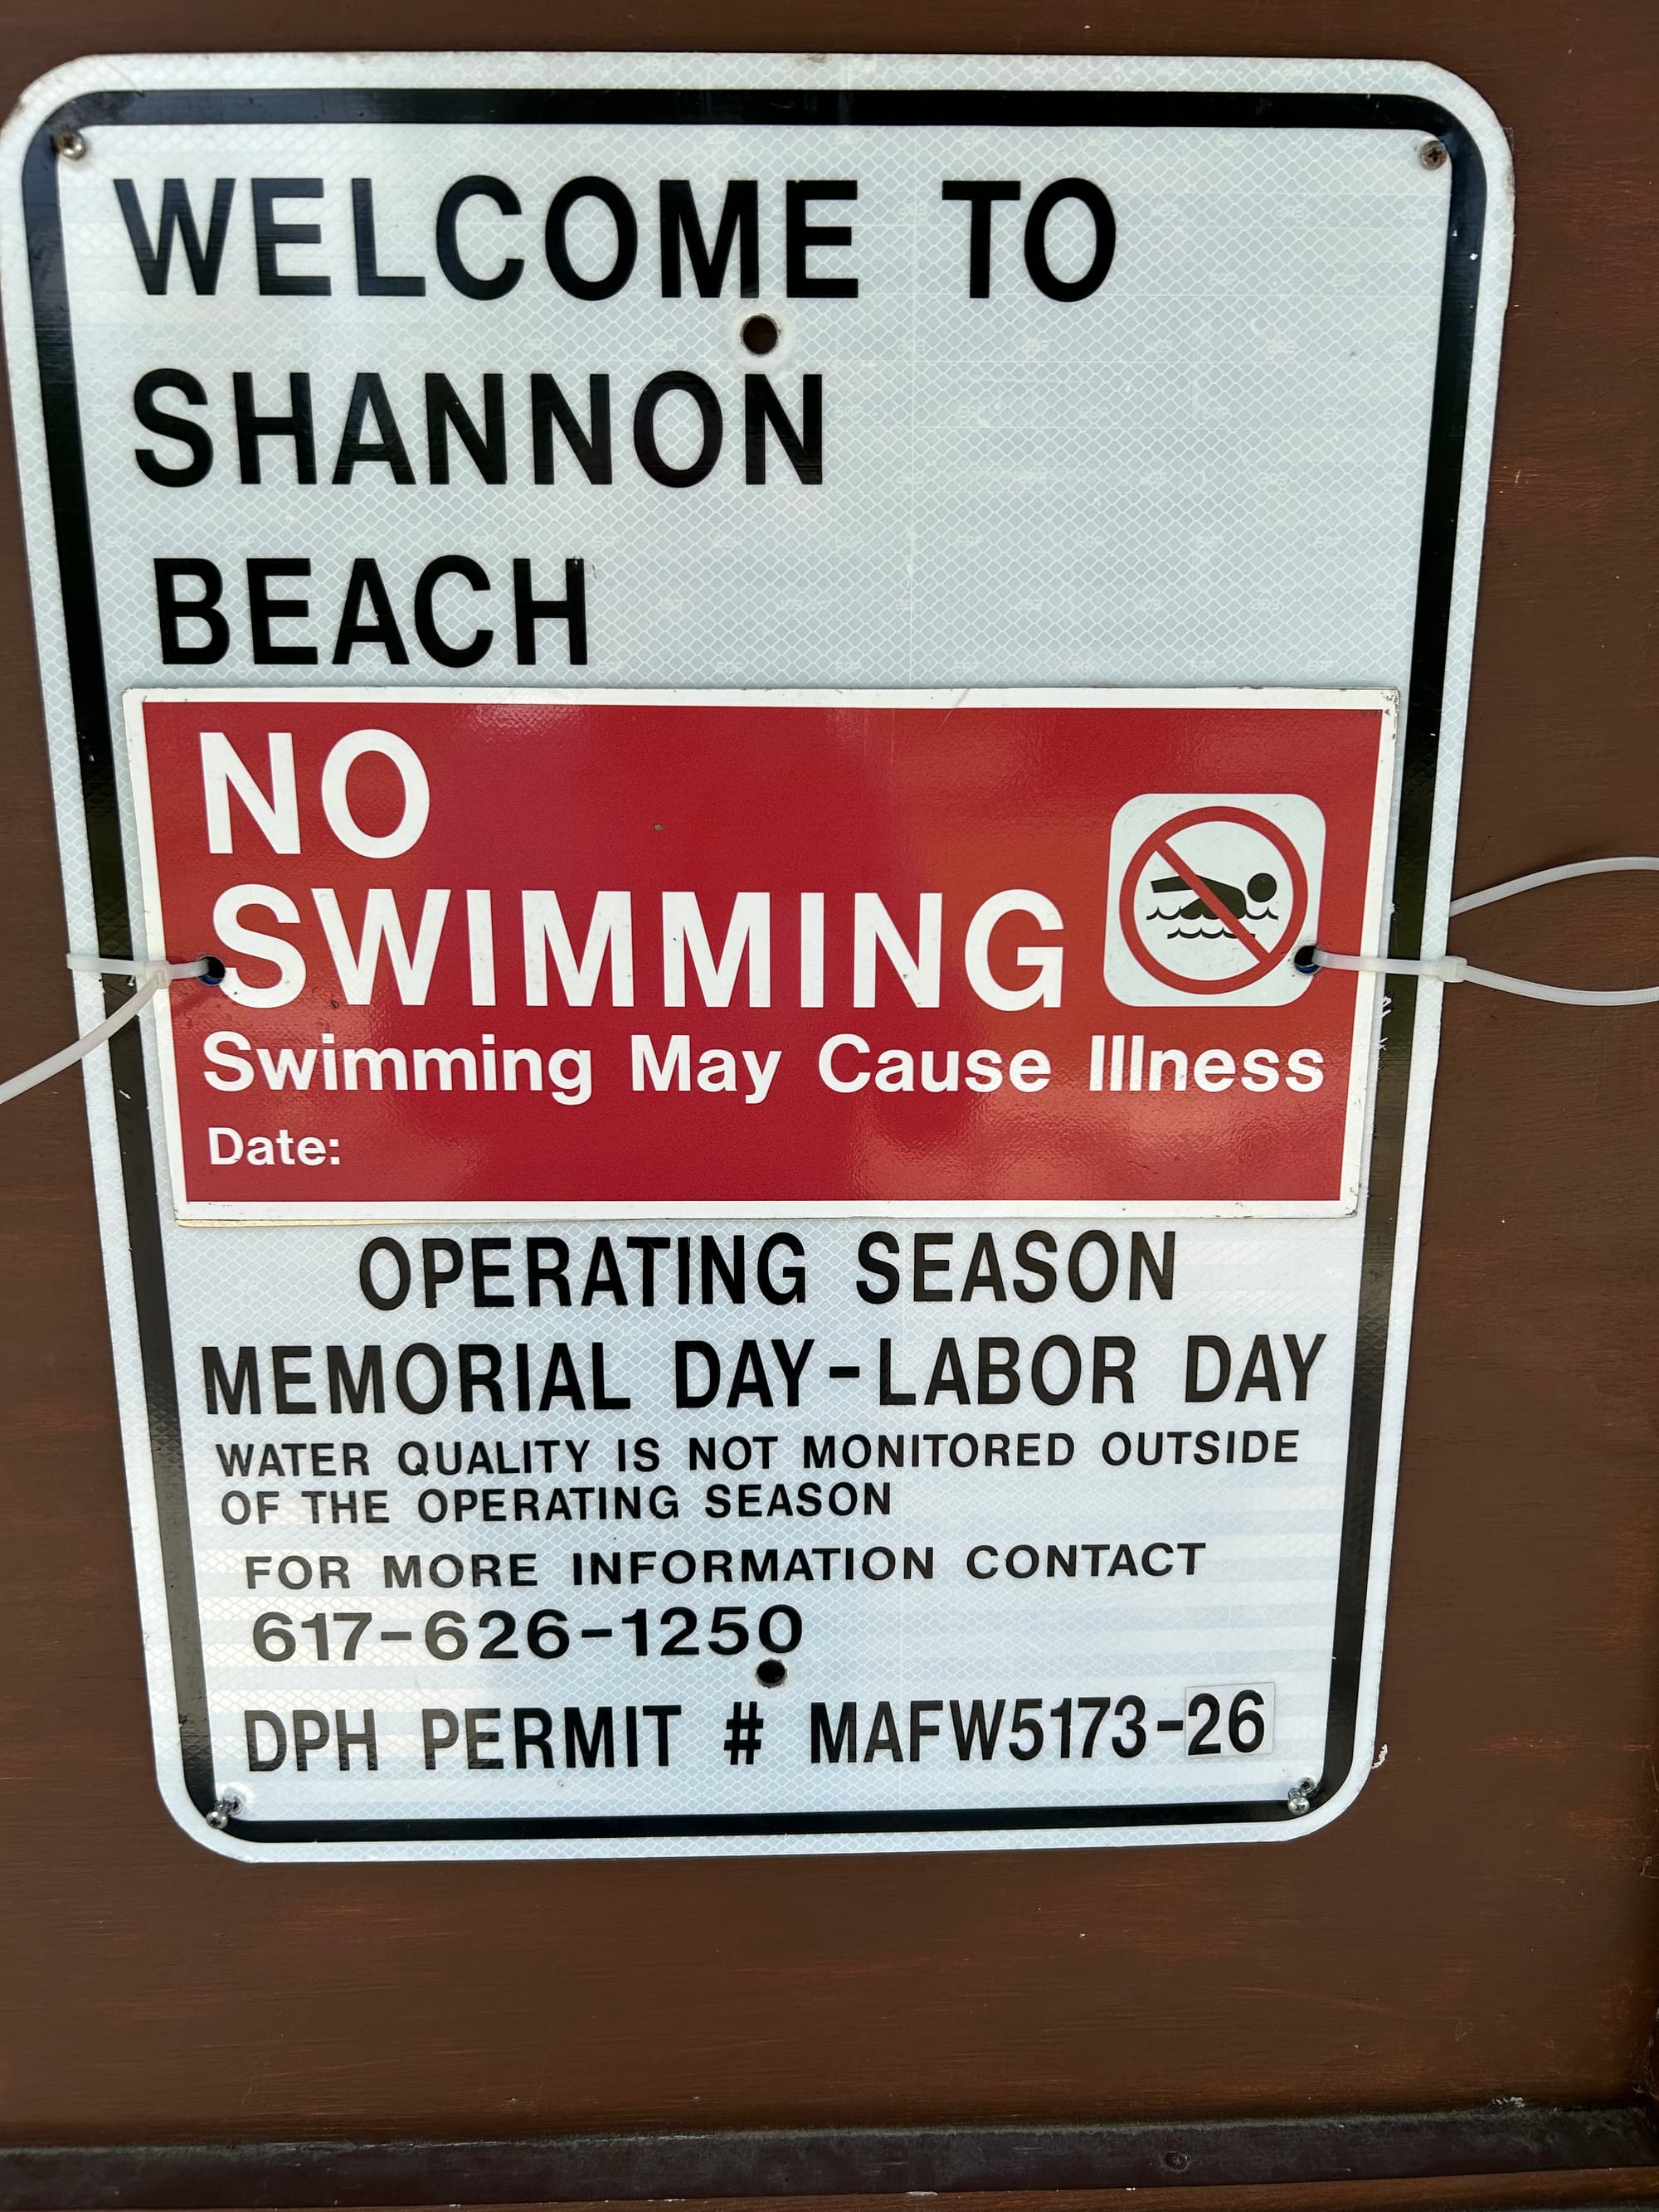 WELCOME TO
SHANNON
BEACH
NO
SWIMMING
Swimming May Cause Illness
Date:
OPERATING SEASON
MEMORIAL DAY-LABOR DAY
WATER QUALITY IS NOT MONITORED OUTSIDE
OF THE OPERATING SEASON
FOR MORE INFORMATION CONTACT
617-626-1250
DPH PERMIT # MAFW5173-26